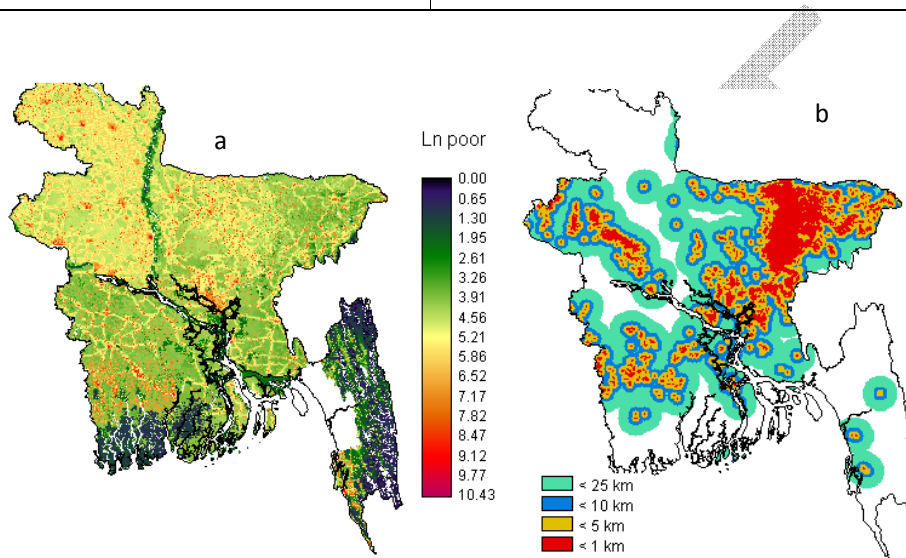 a
Ln poor
0.00
0.65
1.30
1.95
2.61
3.26
3.91
4.56
5.21
5.86
6.52
7.17
7.82
8.47
9.12
9.77
10.43
b
< 25 km
< 10 km
< 5 km
< 1 km